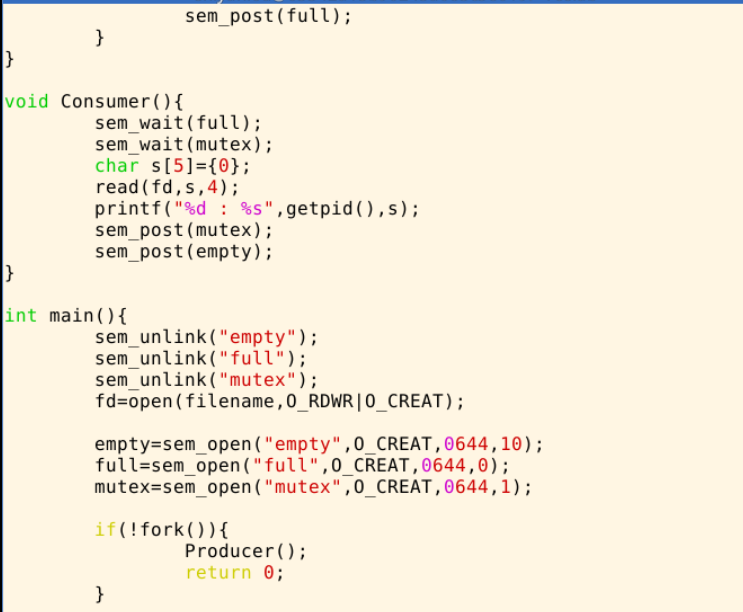 sem_post(full);
        }
}

void Consumer(){
        sem_wait(full);
        sem_wait(mutex);
        char s[5]={0};
        read(fd,s,4);
        printf("%d : %s",getpid(),s);
        sem_post(mutex);
        sem_post(empty);
}

int main(){
        sem_unlink("empty");
        sem_unlink("full");
        sem_unlink("mutex");
        fd=open(filename,O_RDWR|O_CREAT);

        empty=sem_open("empty",O_CREAT,0644,10);
        full=sem_open("full",O_CREAT,0644,0);
        mutex=sem_open("mutex",O_CREAT,0644,1);

        if(!fork()){
                Producer();
                return 0;
        }